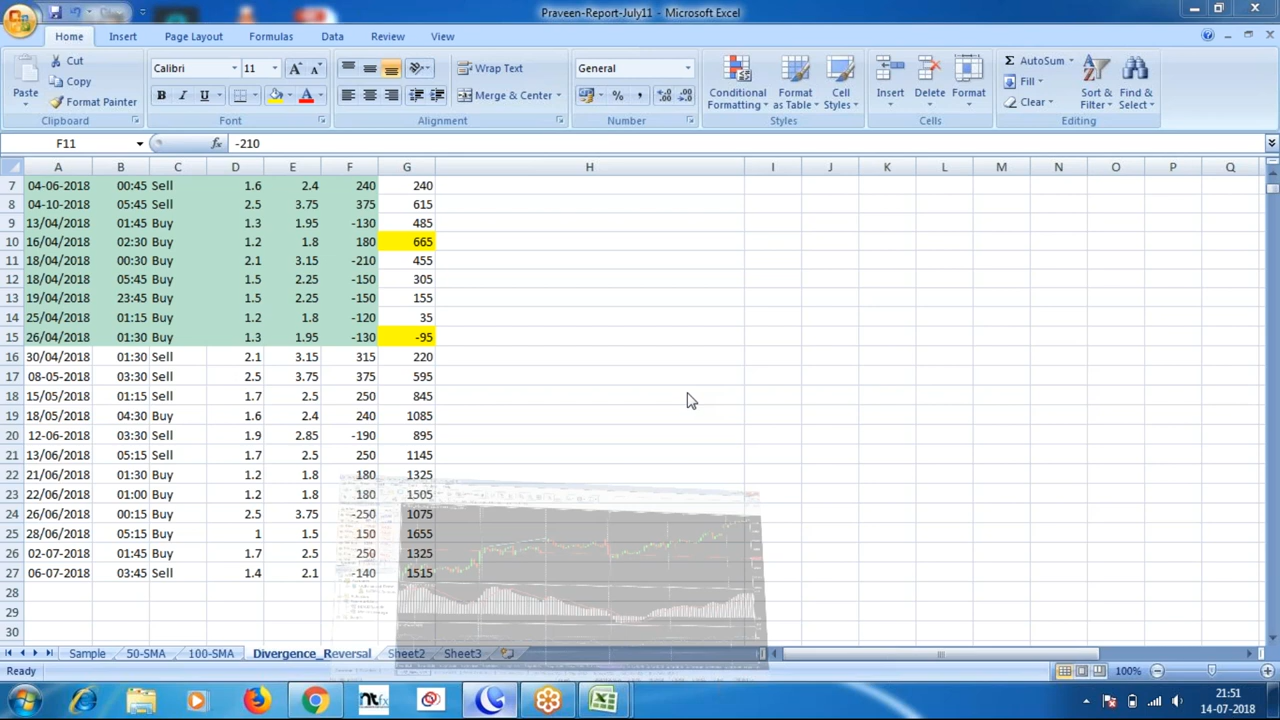 Praveen-Report-July11 - Microsoft Excel
Home Insert Page Layout Formulas Data Review View
Paste Cut Copy Format Painter Clipboard
Calibri 11 B I U A Font
Wrap Text Merge & Center Alignment
General % , Number
Conditional Formatting Format as Table Cell Styles Styles
Insert Delete Format Cells
Σ AutoSum Fill Clear Sort & Filter Find & Select Editing
F11 fx -210
A B C D E F G H I J K L M N O P Q
7 04-06-2018 00:45 Sell 1.6 2.4 240 240
8 04-10-2018 05:45 Sell 2.5 3.75 375 615
9 13/04/2018 01:45 Buy 1.3 1.95 -130 485
10 16/04/2018 02:30 Buy 1.2 1.8 180 665
11 18/04/2018 00:30 Buy 2.1 3.15 -210 455
12 18/04/2018 05:45 Buy 1.5 2.25 -150 305
13 19/04/2018 23:45 Buy 1.5 2.25 -150 155
14 25/04/2018 01:15 Buy 1.2 1.8 -120 35
15 26/04/2018 01:30 Buy 1.3 1.95 -130 -95
16 30/04/2018 01:30 Sell 2.1 3.15 315 220
17 08-05-2018 03:30 Sell 2.5 3.75 375 595
18 15/05/2018 01:15 Sell 1.7 2.5 250 845
19 18/05/2018 04:30 Buy 1.6 2.4 240 1085
20 12-06-2018 03:30 Sell 1.9 2.85 -190 895
21 13/06/2018 05:15 Sell 1.7 2.5 250 1145
22 21/06/2018 01:30 Buy 1.2 1.8 180 1325
23 22/06/2018 01:00 Buy 1.2 1.8 180 1505
24 26/06/2018 00:15 Buy 2.5 3.75 -250 1075
25 28/06/2018 05:15 Buy 1 1.5 150 1655
26 02-07-2018 01:45 Buy 1.7 2.5 250 1325
27 06-07-2018 03:45 Sell 1.4 2.1 -140 1515
28
29
30
Sample 50-SMA 100-SMA Divergence_Reversal Sheet2 Sheet3
Ready 100%
ntfx 21:51
14-07-2018